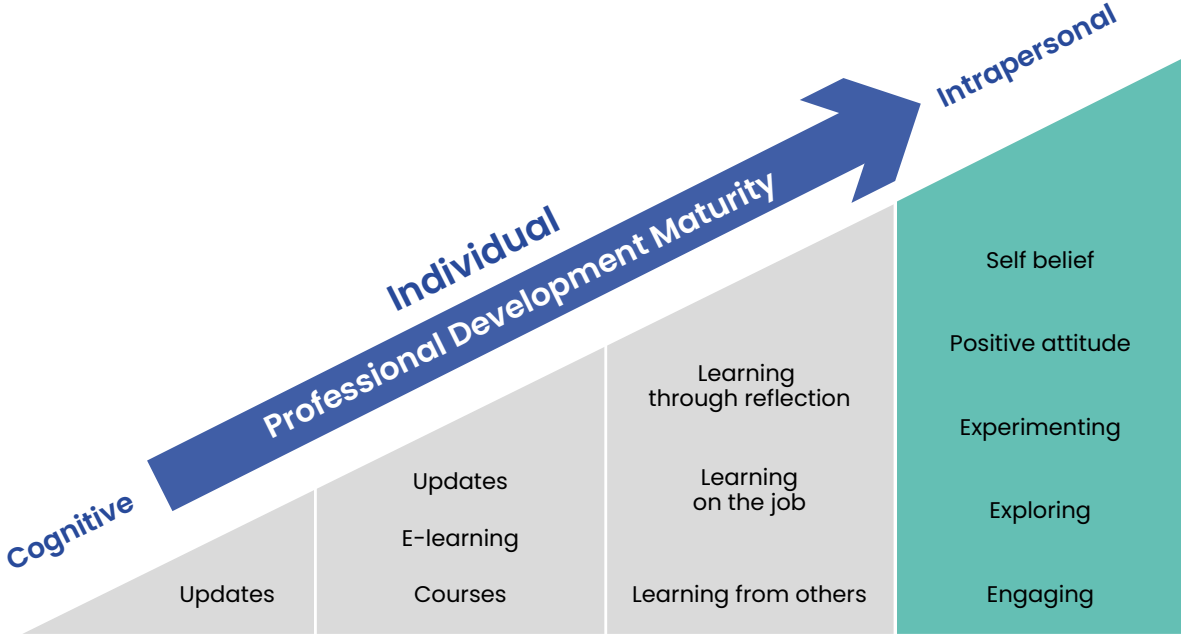 Intrapersonal
Individual
Professional Development Maturity
Cognitive
Updates
Updates
E-learning
Courses
Learning
through reflection
Learning
on the job
Learning from others
Self belief
Positive attitude
Experimenting
Exploring
Engaging